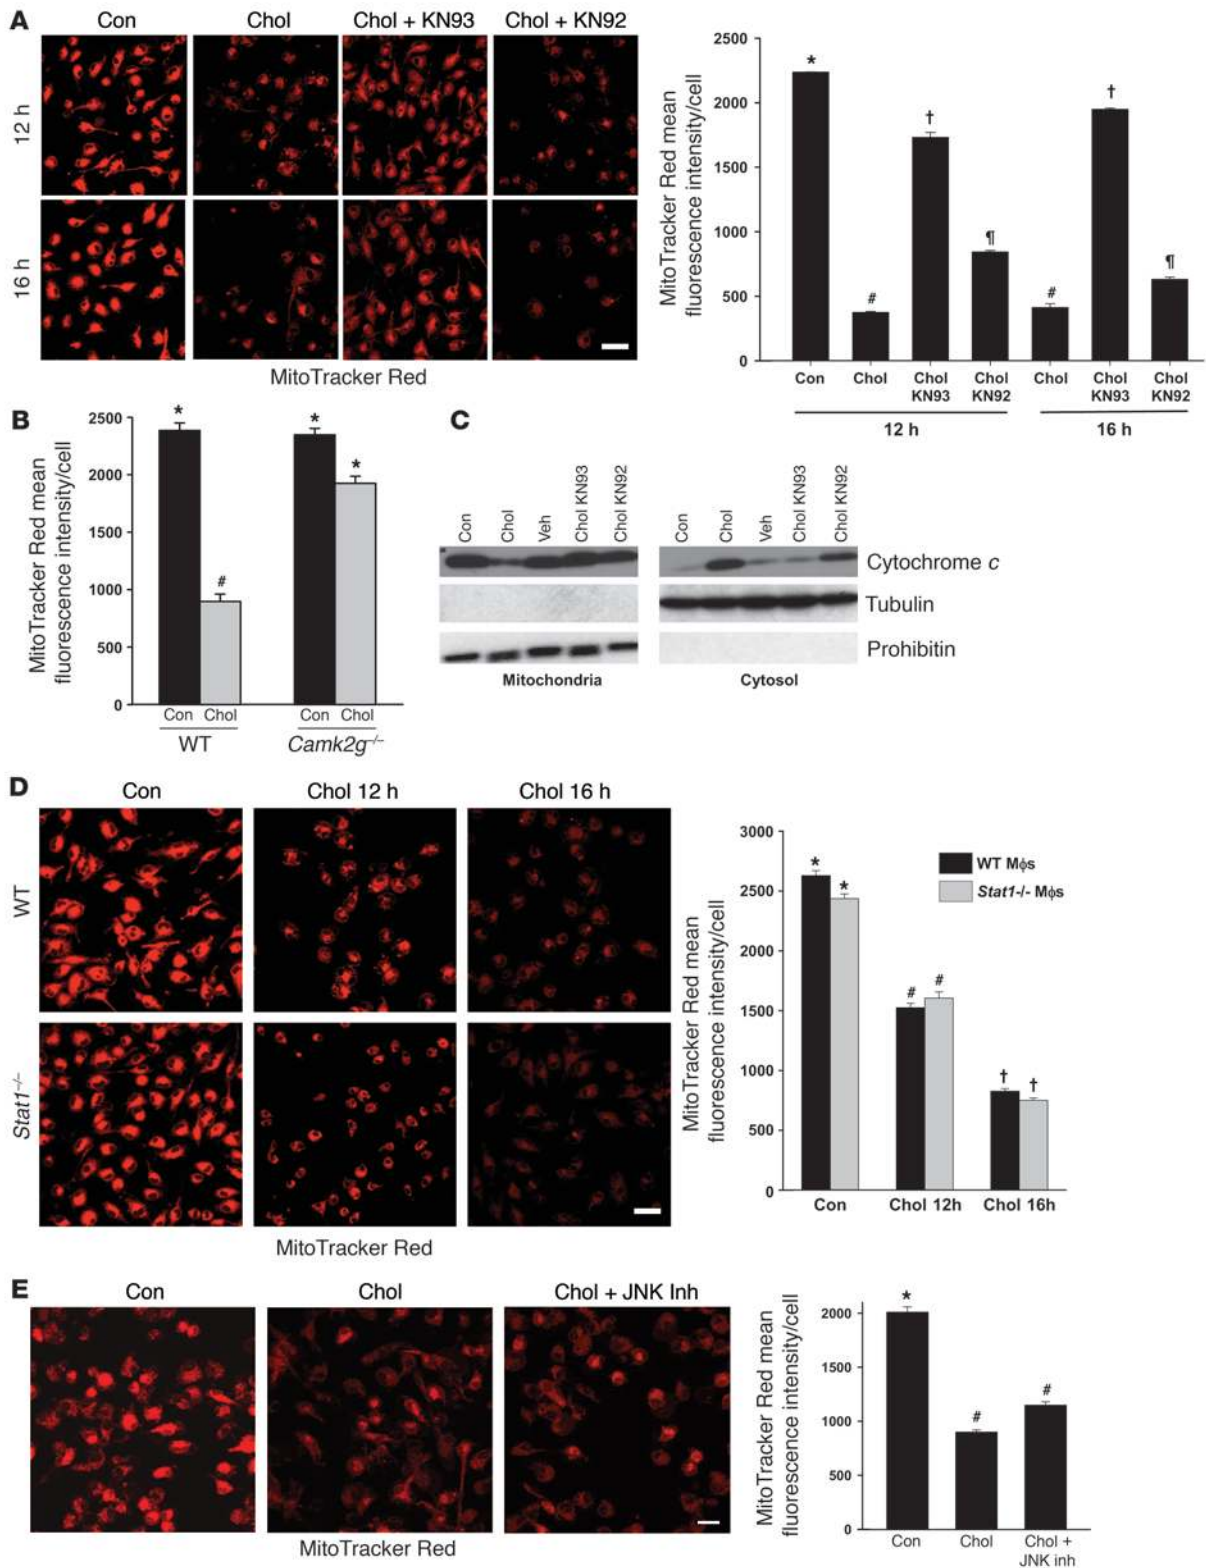 A
Con
Chol
Chol + KN93
Chol + KN92
12 h
16 h
MitoTracker Red
MitoTracker Red mean
fluorescence intensity/cell
2500
2000
1500
1000
500
0
*
#
†
¶
#
†
¶
Con
Chol
Chol
KN93
Chol
KN92
Chol
Chol
KN93
Chol
KN92
12 h
16 h
B
MitoTracker Red mean
fluorescence intensity/cell
2500
2000
1500
1000
500
0
*
#
*
*
Con
Chol
Con
Chol
WT
Camk2g–/–
C
Con
Chol
Veh
Chol KN93
Chol KN92
Con
Chol
Veh
Chol KN93
Chol KN92
Cytochrome c
Tubulin
Prohibitin
Mitochondria
Cytosol
D
Con
Chol 12 h
Chol 16 h
WT
Stat1–/–
MitoTracker Red
MitoTracker Red mean
fluorescence intensity/cell
3000
2500
2000
1500
1000
500
0
*
*
#
#
†
†
WT Mϕs
Stat1-/- Mϕs
Con
Chol 12h
Chol 16h
E
Con
Chol
Chol + JNK Inh
MitoTracker Red
MitoTracker Red mean
fluorescence intensity/cell
2000
1500
1000
500
0
*
#
#
Con
Chol
Chol +
JNK inh